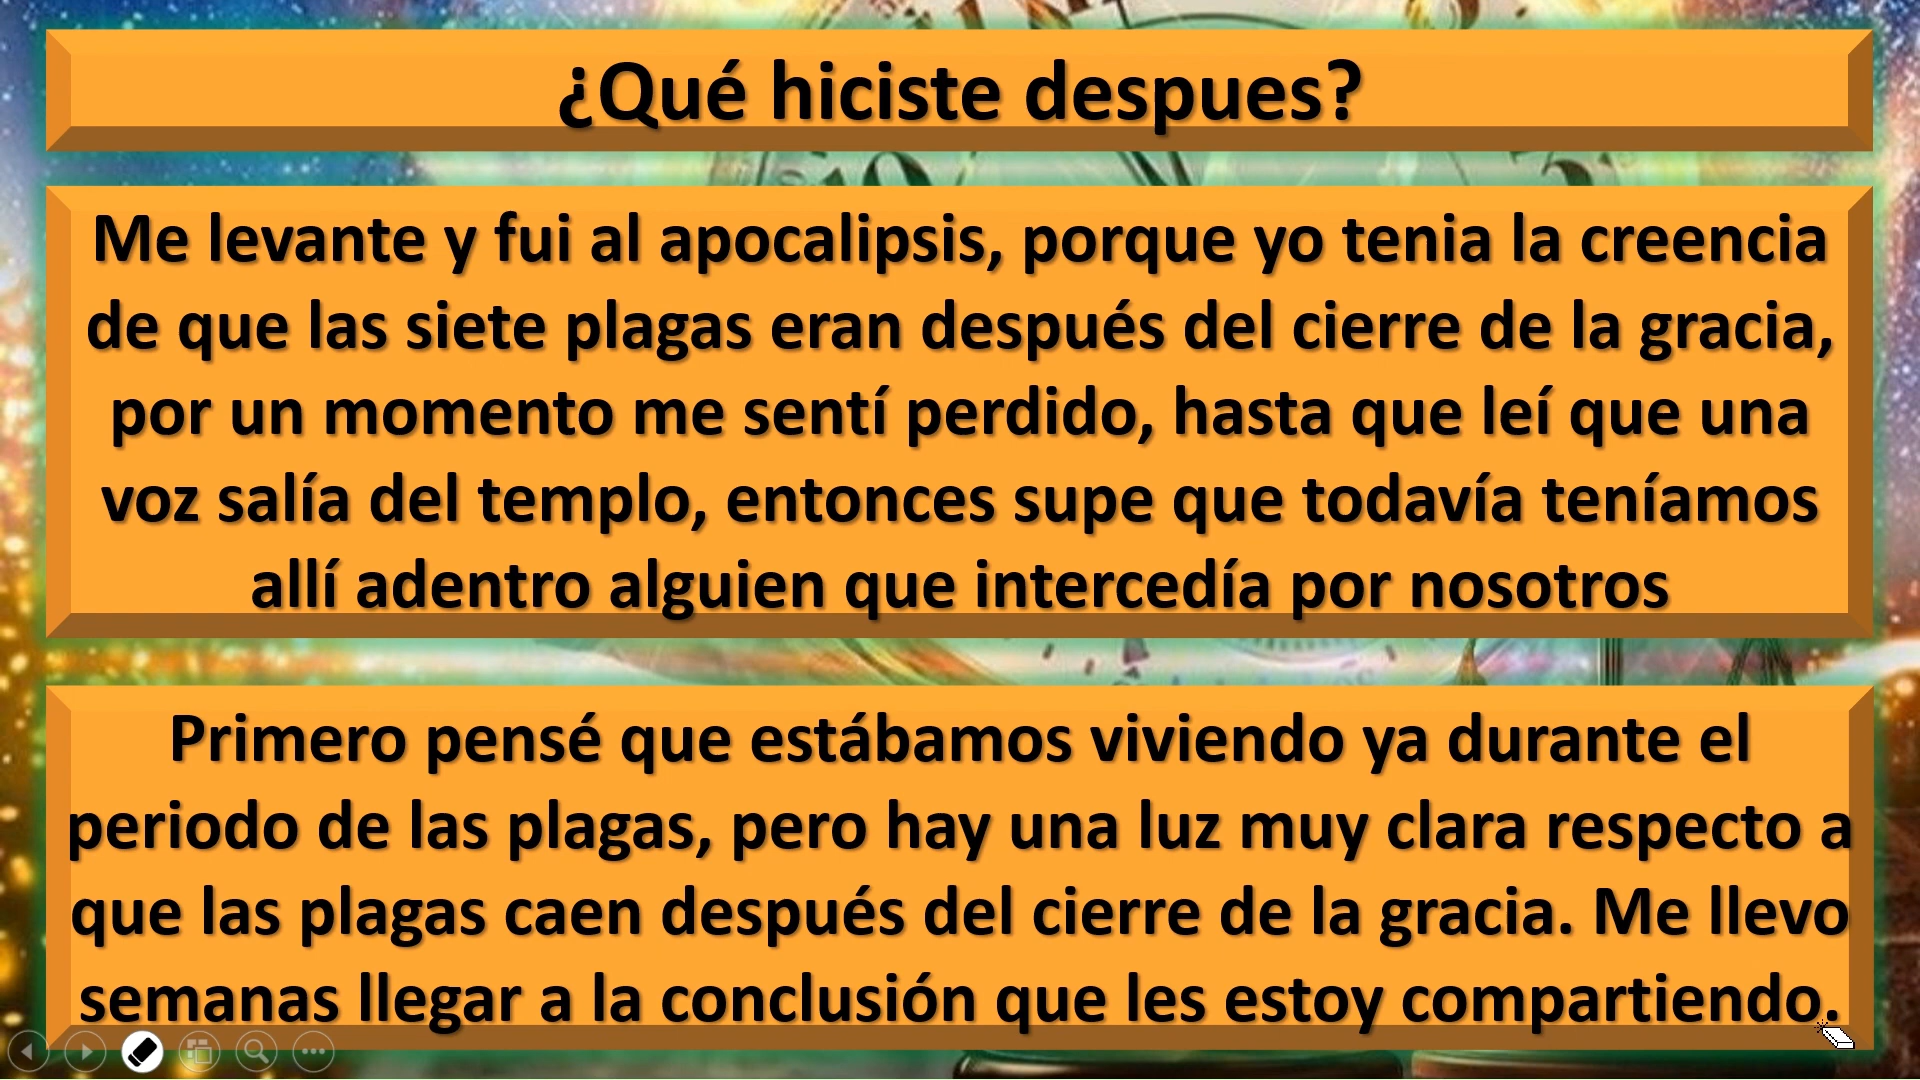 ¿Qué hiciste despues?
Me levante y fui al apocalipsis, porque yo tenia la creencia
de que las siete plagas eran después del cierre de la gracia,
por un momento me sentí perdido, hasta que leí que una
voz salía del templo, entonces supe que todavía teníamos
allí adentro alguien que intercedía por nosotros
Primero pensé que estábamos viviendo ya durante el
periodo de las plagas, pero hay una luz muy clara respecto a
que las plagas caen después del cierre de la gracia. Me llevo
semanas llegar a la conclusión que les estoy compartiendo.